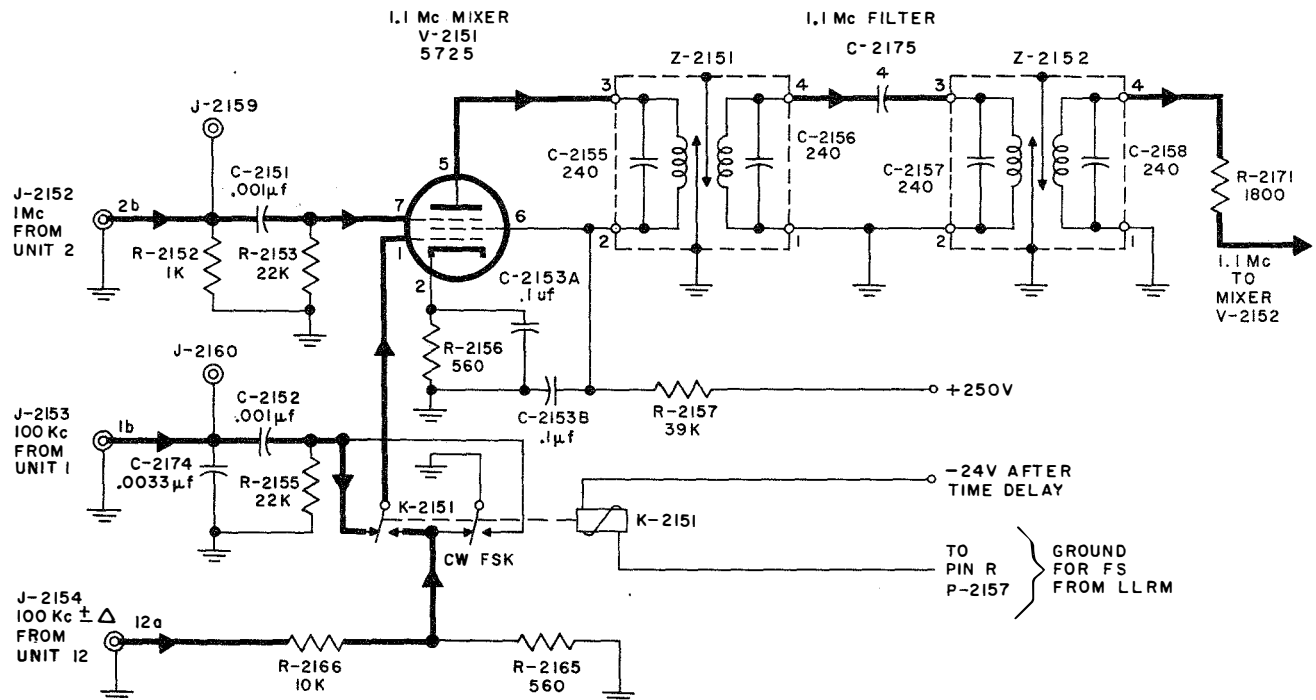 1.1 Mc MIXER
V-2151
5725
1.1 Mc FILTER
C-2175
4
Z-2151
Z-2152
J-2159
C-2151
.001µf
J-2152
1Mc
FROM
UNIT 2
2b
R-2152
1K
R-2153
22K
5
7
6
1
2
3
4
2
1
C-2155
240
C-2156
240
3
4
2
1
C-2157
240
C-2158
240
R-2171
1800
1.1 Mc
TO
MIXER
V-2152
C-2153A
.1uf
R-2156
560
C-2153B
.1µf
R-2157
39K
+250V
J-2160
C-2152
.001µf
J-2153
100 Kc
FROM
UNIT 1
1b
C-2174
.0033µf
R-2155
22K
K-2151
CW FSK
K-2151
-24V AFTER
TIME DELAY
TO
PIN R
P-2157
GROUND
FOR FS
FROM LLRM
J-2154
100 Kc ± Δ
FROM
UNIT 12
12a
R-2166
10K
R-2165
560